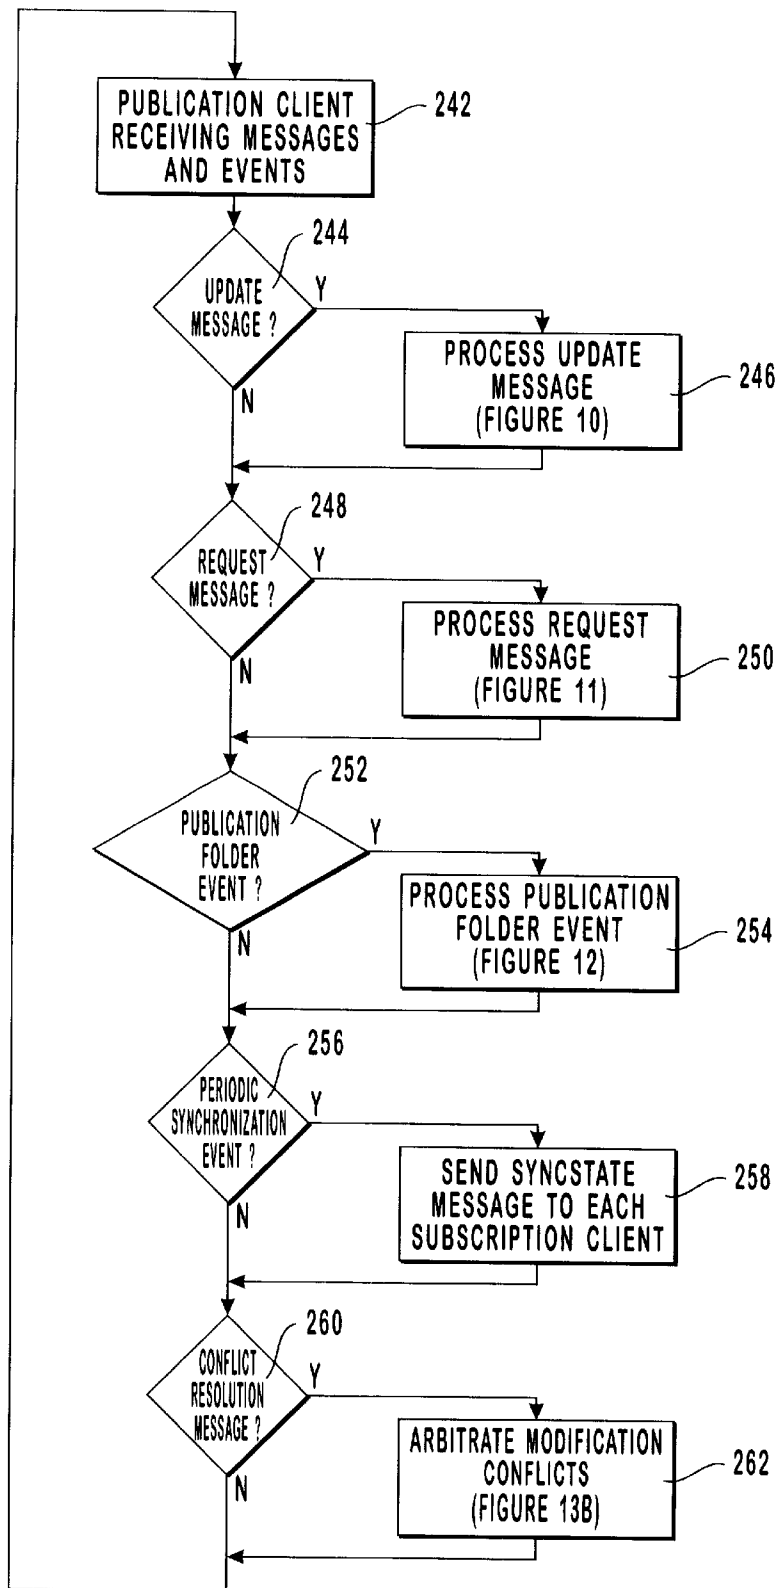 PUBLICATION CLIENT
RECEIVING MESSAGES
AND EVENTS
242
244
UPDATE
MESSAGE ?
Y
N
PROCESS UPDATE
MESSAGE
(FIGURE 10)
246
248
REQUEST
MESSAGE ?
Y
N
PROCESS REQUEST
MESSAGE
(FIGURE 11)
250
252
PUBLICATION
FOLDER
EVENT ?
Y
N
PROCESS PUBLICATION
FOLDER EVENT
(FIGURE 12)
254
256
PERIODIC
SYNCHRONIZATION
EVENT ?
Y
N
SEND SYNCSTATE
MESSAGE TO EACH
SUBSCRIPTION CLIENT
258
260
CONFLICT
RESOLUTION
MESSAGE ?
Y
N
ARBITRATE MODIFICATION
CONFLICTS
(FIGURE 13B)
262